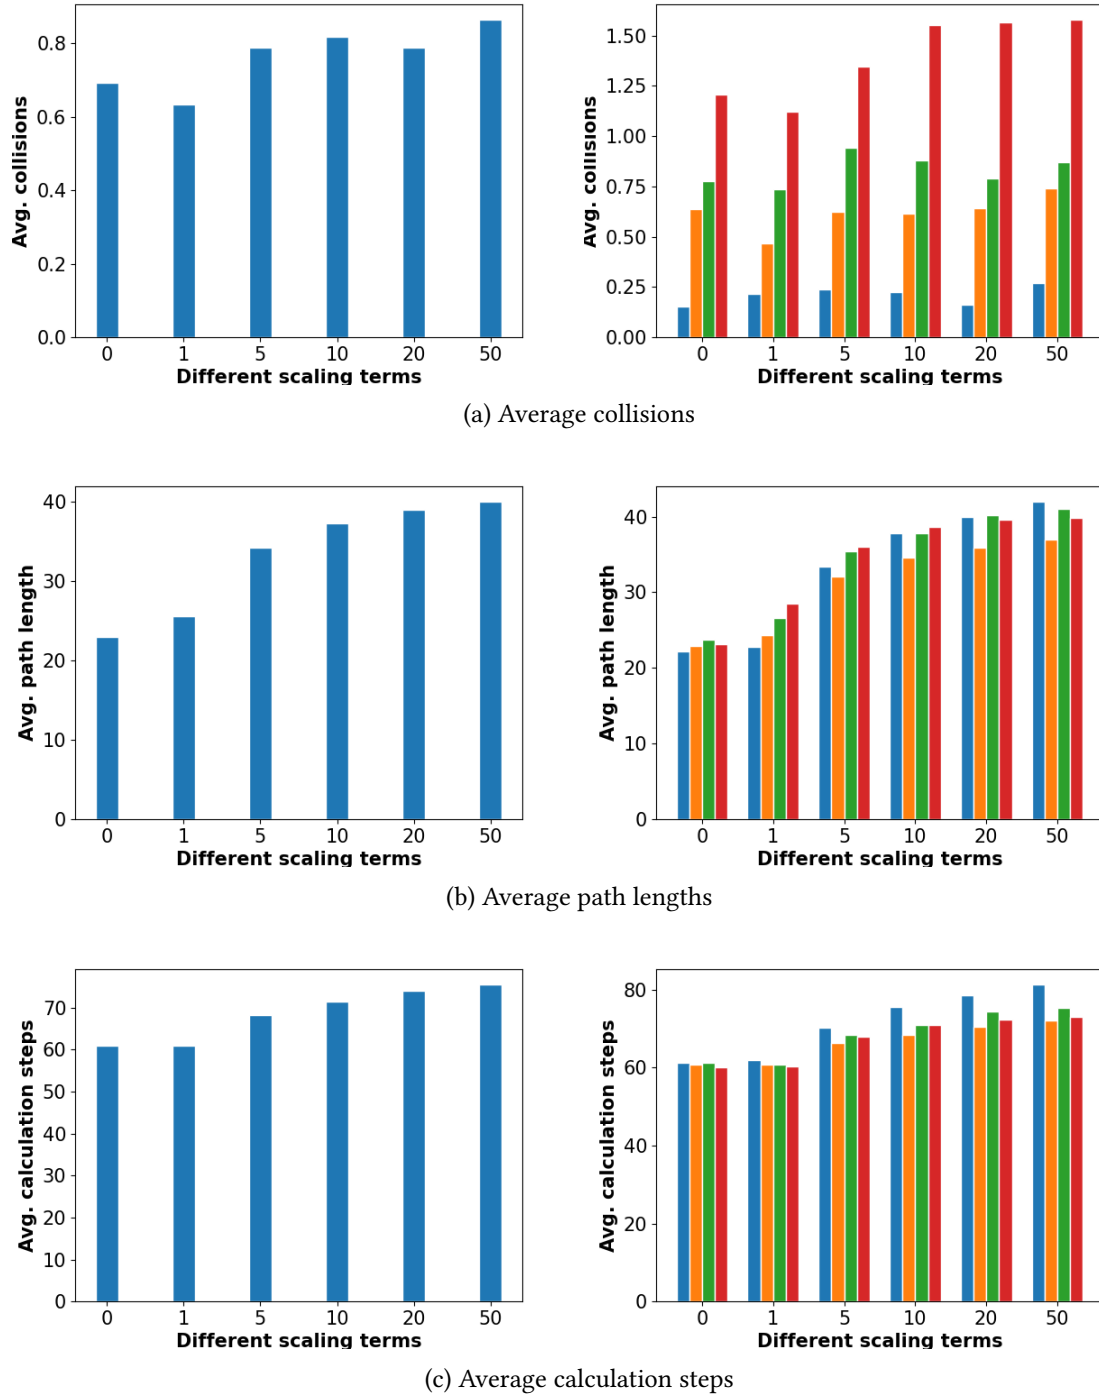 Avg. collisions
0.8
0.6
0.4
0.2
0.0
0 1 5 10 20 50
Different scaling terms
Avg. collisions
1.50
1.25
1.00
0.75
0.50
0.25
0.00
0 1 5 10 20 50
Different scaling terms
(a) Average collisions
Avg. path length
40
30
20
10
0
0 1 5 10 20 50
Different scaling terms
Avg. path length
40
30
20
10
0
0 1 5 10 20 50
Different scaling terms
(b) Average path lengths
Avg. calculation steps
70
60
50
40
30
20
10
0
0 1 5 10 20 50
Different scaling terms
Avg. calculation steps
80
60
40
20
0
0 1 5 10 20 50
Different scaling terms
(c) Average calculation steps